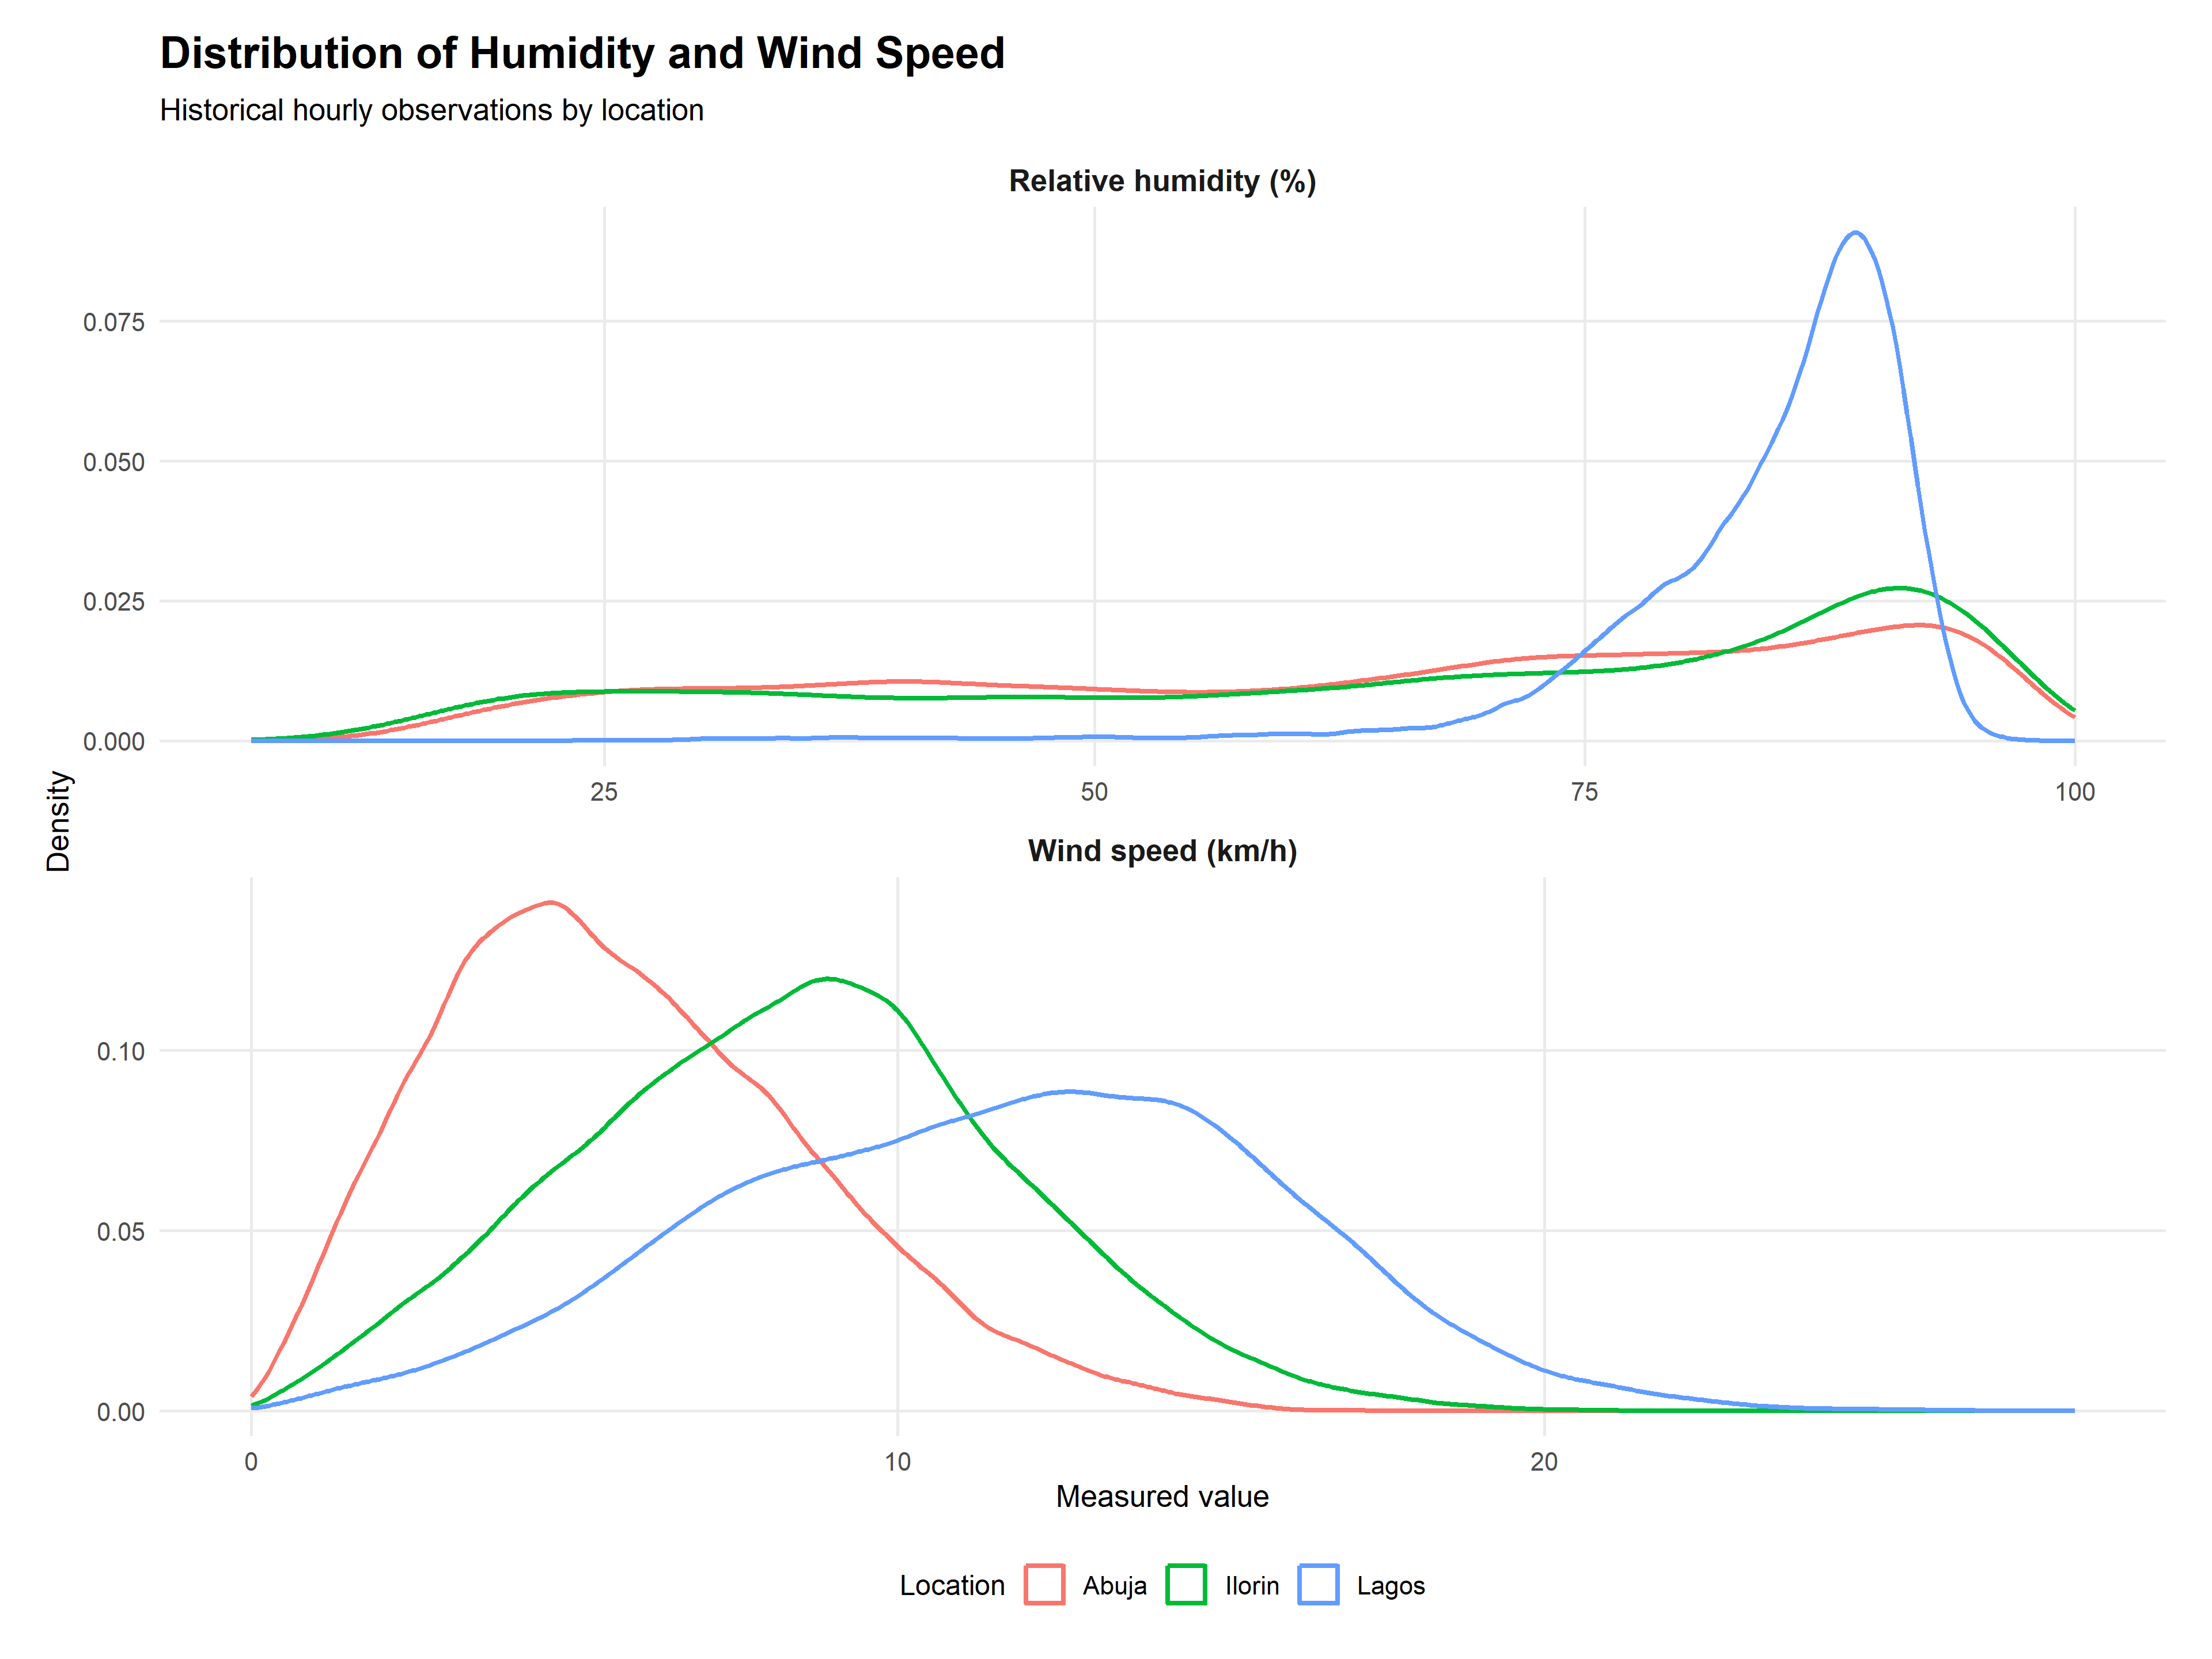 Distribution of Humidity and Wind Speed
Historical hourly observations by location
Relative humidity (%)
0.075
0.050
0.025
0.000
25 50 75 100
Density
Wind speed (km/h)
0.10
0.05
0.00
0 10 20
Measured value
Location Abuja Ilorin Lagos